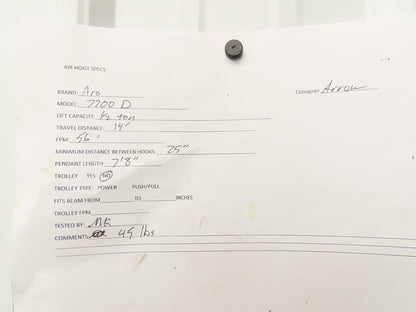 AIR HOIST SPECS
Consigner Arrow
BRAND: Aro
MODEL: 7700 D
LIFT CAPACITY: 1/2 ton
TRAVEL DISTANCE: 14'
FPM: 56'
MINIMUM DISTANCE BETWEEN HOOKS: 25"
PENDANT LENGTH: 7'8"
TROLLEY YES NO
TROLLEY TYPE: POWER PUSH/PULL
FITS BEAM FROM TO INCHES
TROLLEY FPM
TESTED BY: MK
COMMENTS: 49 lbs